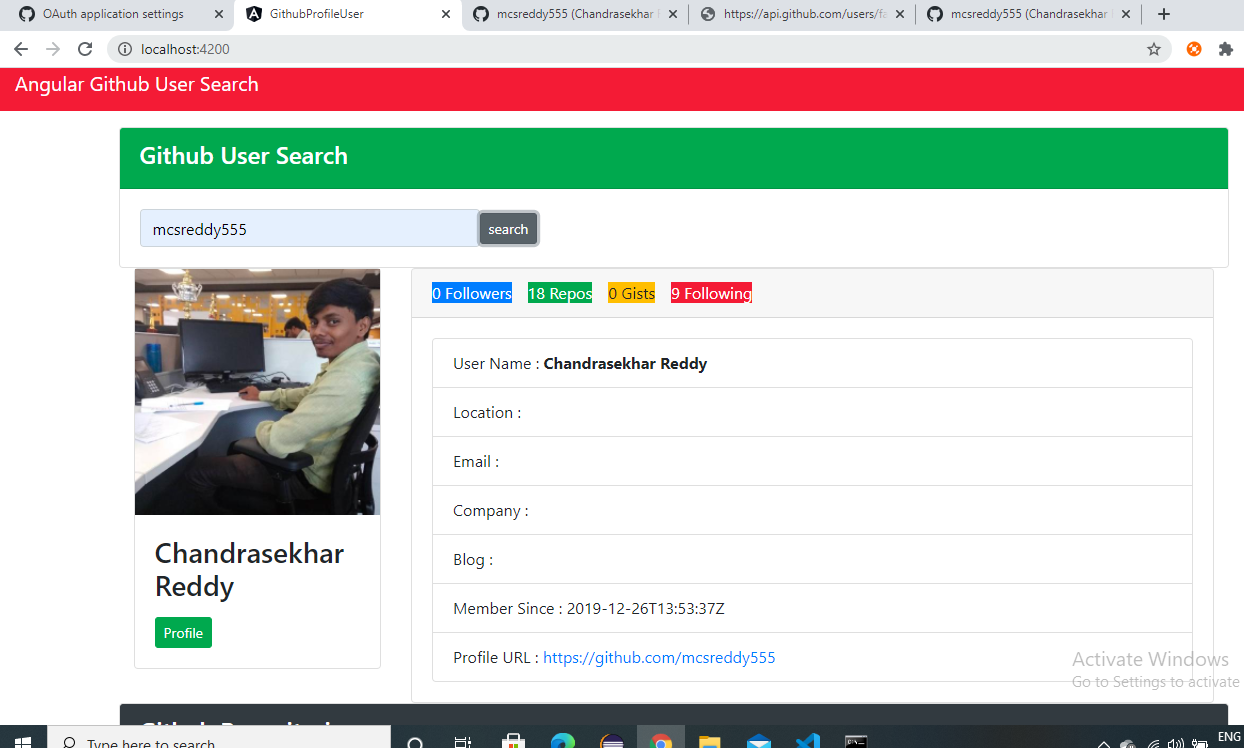 OAuth application settings
GithubProfileUser
mcsreddy555 (Chandrasekhar
https://api.github.com/users/fa
mcsreddy555 (Chandrasekhar
localhost:4200
Angular Github User Search
Github User Search
mcsreddy555
search
0 Followers 18 Repos 0 Gists 9 Following
User Name : Chandrasekhar Reddy
Location :
Email :
Company :
Blog :
Member Since : 2019-12-26T13:53:37Z
Profile URL : https://github.com/mcsreddy555
Chandrasekhar
Reddy
Profile
Activate Windows
Go to Settings to activate
Type here to search
ENG